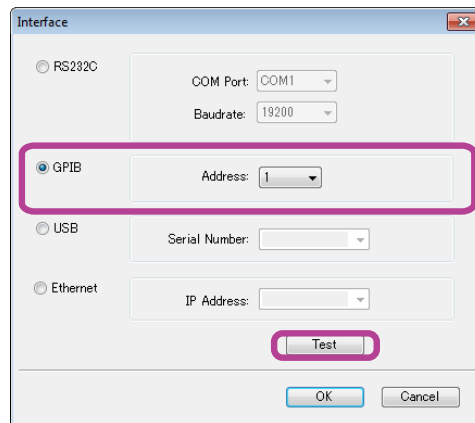 Interface
RS232C
COM Port: COM1
Baudrate: 19200
GPIB
Address: 1
USB
Serial Number:
Ethernet
IP Address:
Test
OK Cancel